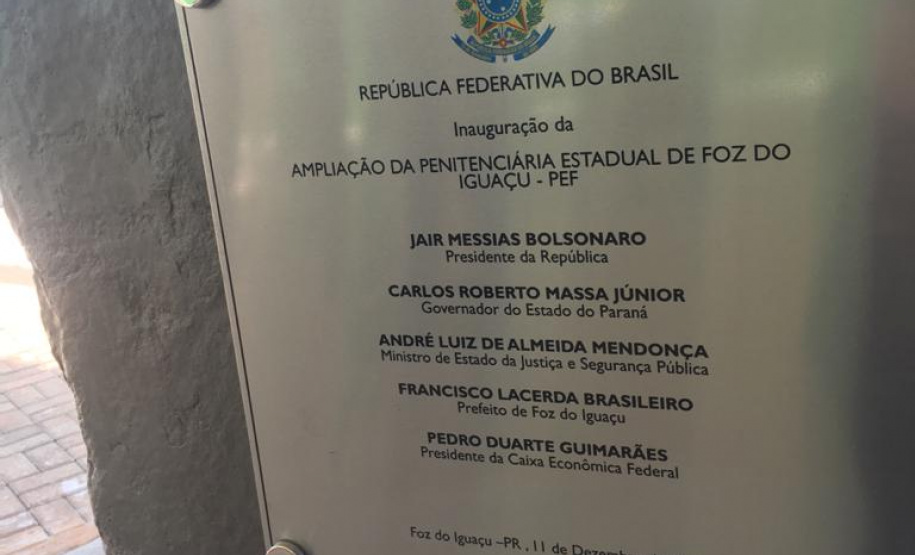 REPÚBLICA FEDERATIVA DO BRASIL
Inauguração da
AMPLIAÇÃO DA PENITENCIÁRIA ESTADUAL DE FOZ DO
IGUAÇU - PEF
JAIR MESSIAS BOLSONARO
Presidente da República
CARLOS ROBERTO MASSA JÚNIOR
Governador do Estado do Paraná
ANDRÉ LUIZ DE ALMEIDA MENDONÇA
Ministro de Estado da Justiça e Segurança Pública
FRANCISCO LACERDA BRASILEIRO
Prefeito de Foz do Iguaçu
PEDRO DUARTE GUIMARÃES
Presidente da Caixa Econômica Federal
Foz do Iguaçu –PR , 11 de